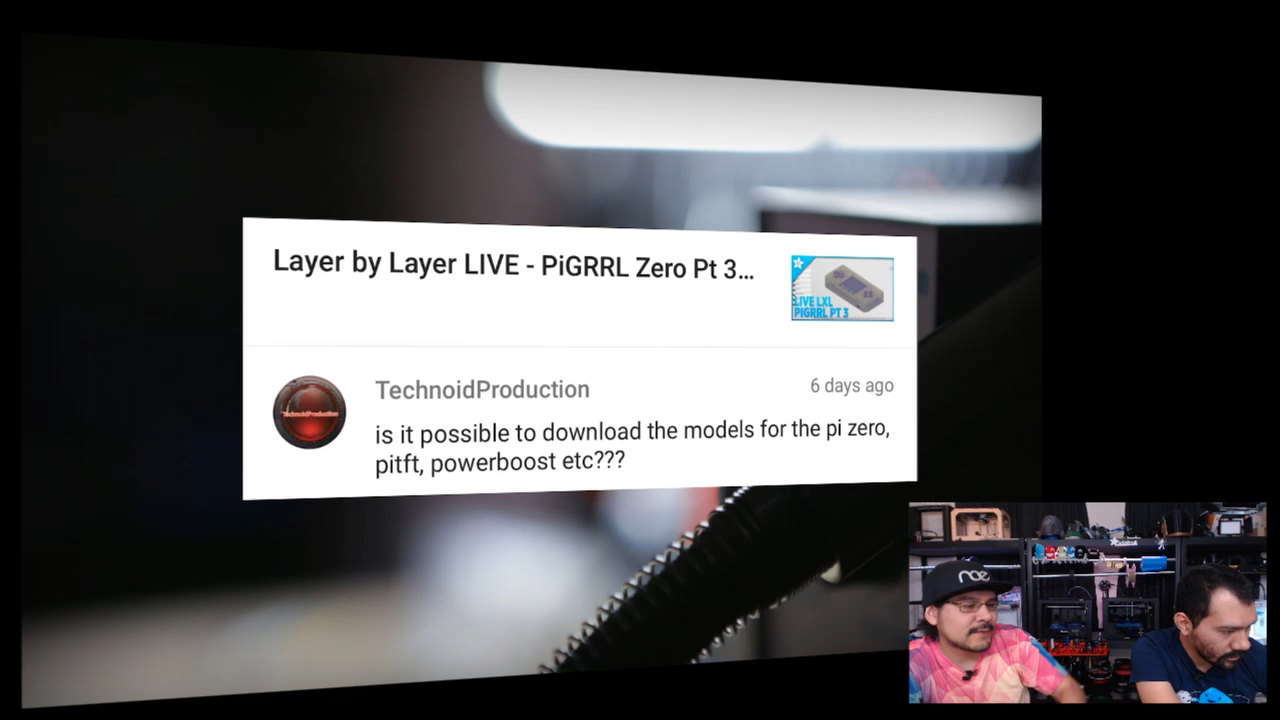 Layer by Layer LIVE - PiGRRL Zero Pt 3...
LIVE LXL
PIGRRL PT 3
TechnoidProduction
6 days ago
TechnoidProduction
is it possible to download the models for the pi zero,
pitft, powerboost etc???
noe